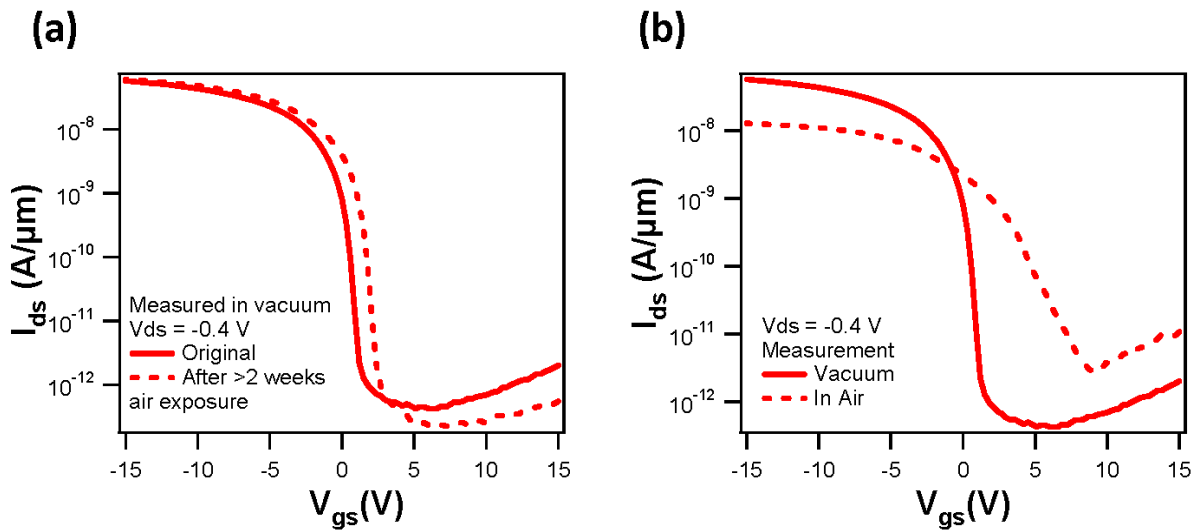 (a)
I_ds (A/μm)
10^-8
10^-9
10^-10
10^-11
10^-12
Measured in vacuum
Vds = -0.4 V
Original
After >2 weeks
air exposure
-15 -10 -5 0 5 10 15
V_gs(V)
(b)
I_ds (A/μm)
10^-8
10^-9
10^-10
10^-11
10^-12
Vds = -0.4 V
Measurement
Vacuum
In Air
-15 -10 -5 0 5 10 15
V_gs(V)